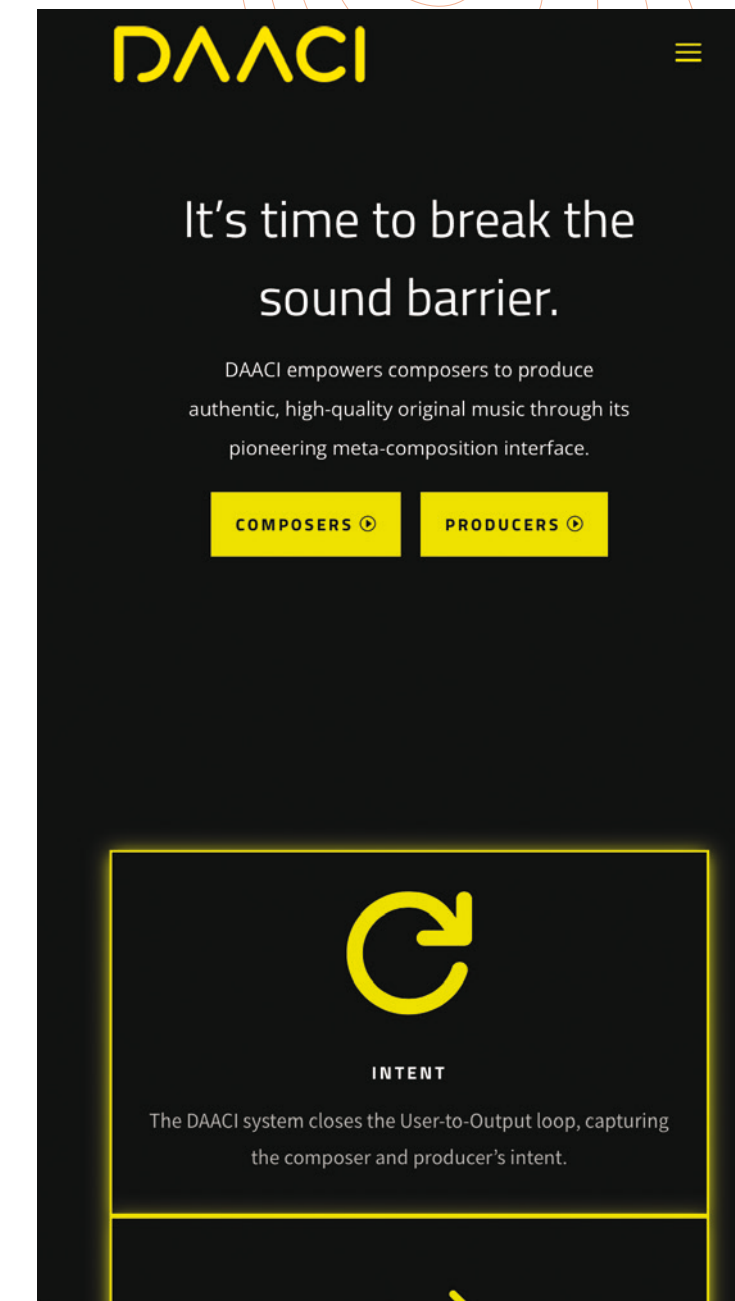 DAACI
It’s time to break the
sound barrier.
DAACI empowers composers to produce
authentic, high-quality original music through its
pioneering meta-composition interface.
COMPOSERS
PRODUCERS
INTENT
The DAACI system closes the User-to-Output loop, capturing
the composer and producer’s intent.